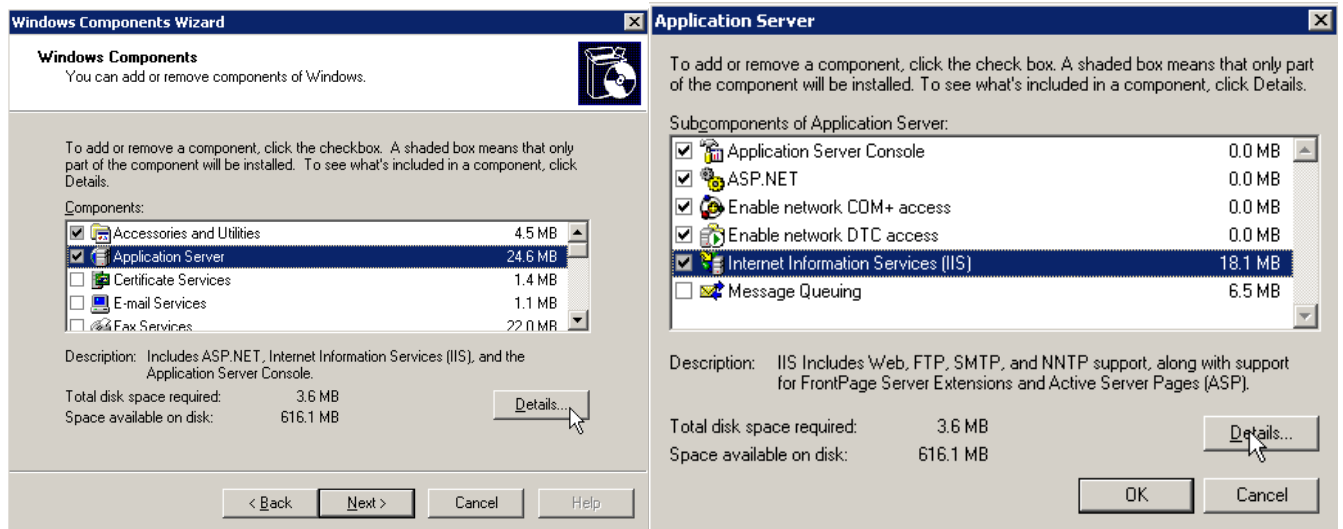 Windows Components Wizard
Windows Components
You can add or remove components of Windows.
To add or remove a component, click the checkbox. A shaded box means that only
part of the component will be installed. To see what's included in a component, click
Details.
Components:
Accessories and Utilities 4.5 MB
Application Server 24.6 MB
Certificate Services 1.4 MB
E-mail Services 1.1 MB
Fax Services 22.0 MB
Description: Includes ASP.NET, Internet Information Services (IIS), and the
Application Server Console.
Total disk space required: 3.6 MB
Space available on disk: 616.1 MB
Details...
< Back
Next >
Cancel
Help
Application Server
To add or remove a component, click the check box. A shaded box means that only part
of the component will be installed. To see what's included in a component, click Details.
Subcomponents of Application Server:
Application Server Console 0.0 MB
ASP.NET 0.0 MB
Enable network COM+ access 0.0 MB
Enable network DTC access 0.0 MB
Internet Information Services (IIS) 18.1 MB
Message Queuing 6.5 MB
Description: IIS Includes Web, FTP, SMTP, and NNTP support, along with support
for FrontPage Server Extensions and Active Server Pages (ASP).
Total disk space required: 3.6 MB
Space available on disk: 616.1 MB
Details...
OK
Cancel